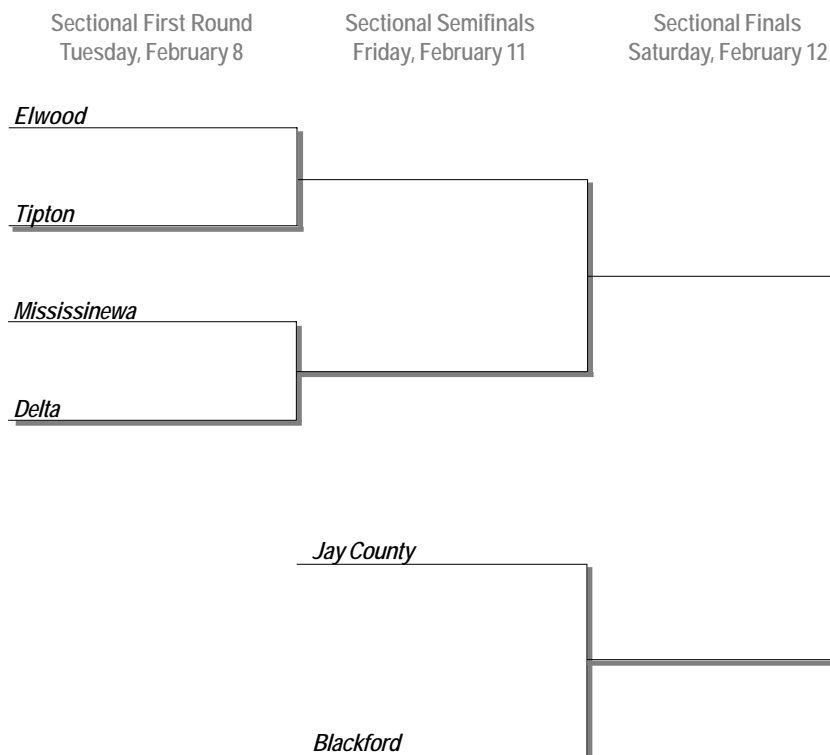 Sectional First Round
Tuesday, February 8
Sectional Semifinals
Friday, February 11
Sectional Finals
Saturday, February 12
Elwood
Tipton
Mississinewa
Delta
Jay County
Blackford